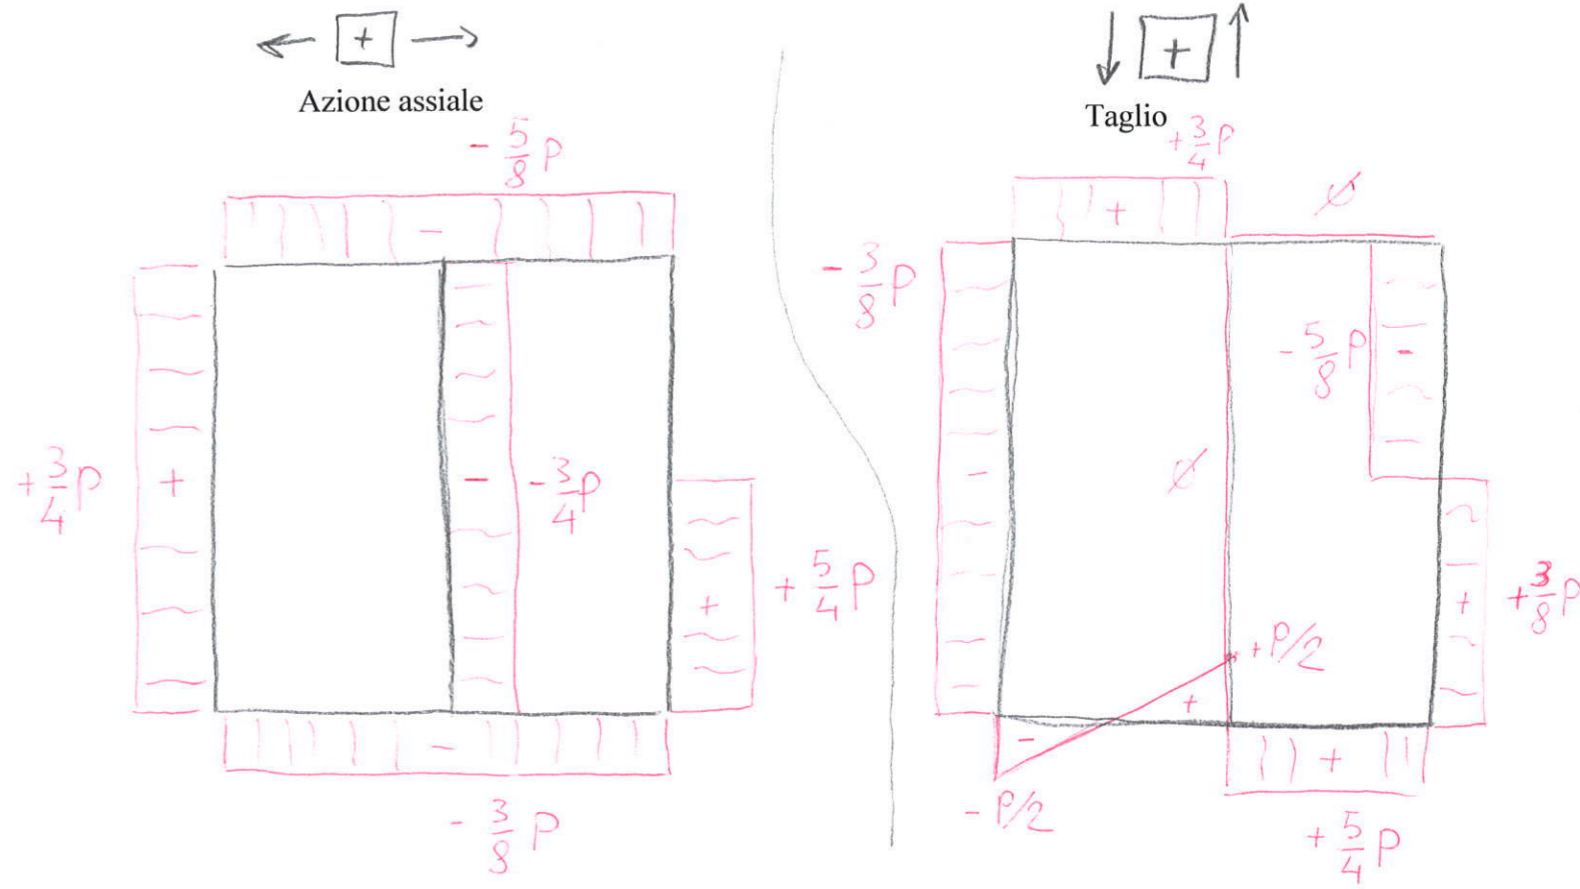 +
Azione assiale
- 5/8 P
-
+3/4 P
+
-
-3/4 P
+
+ 5/4 P
-
- 3/8 P
+
Taglio
+3/4 P
+
∅
- 3/8 P
-
- 5/8 P
-
∅
+
+3/8 P
+P/2
+
-
- P/2
+
+ 5/4 P